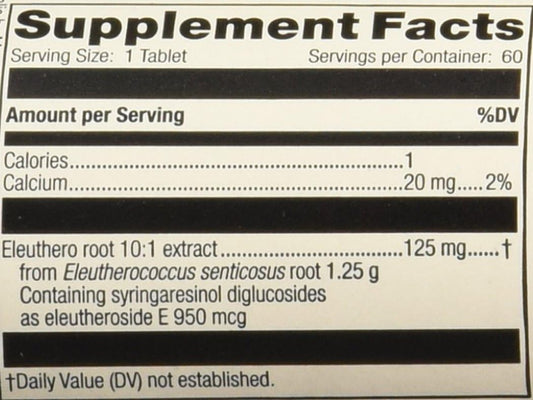 Supplement Facts
Serving Size: 1 Tablet Servings per Container: 60
Amount per Serving %DV
Calories..........................................................................1
Calcium..........................................................................20 mg.....2%
Eleuthero root 10:1 extract........................................125 mg......†
from Eleutherococcus senticosus root 1.25 g
Containing syringaresinol diglucosides
as eleutheroside E 950 mcg
†Daily Value (DV) not established.